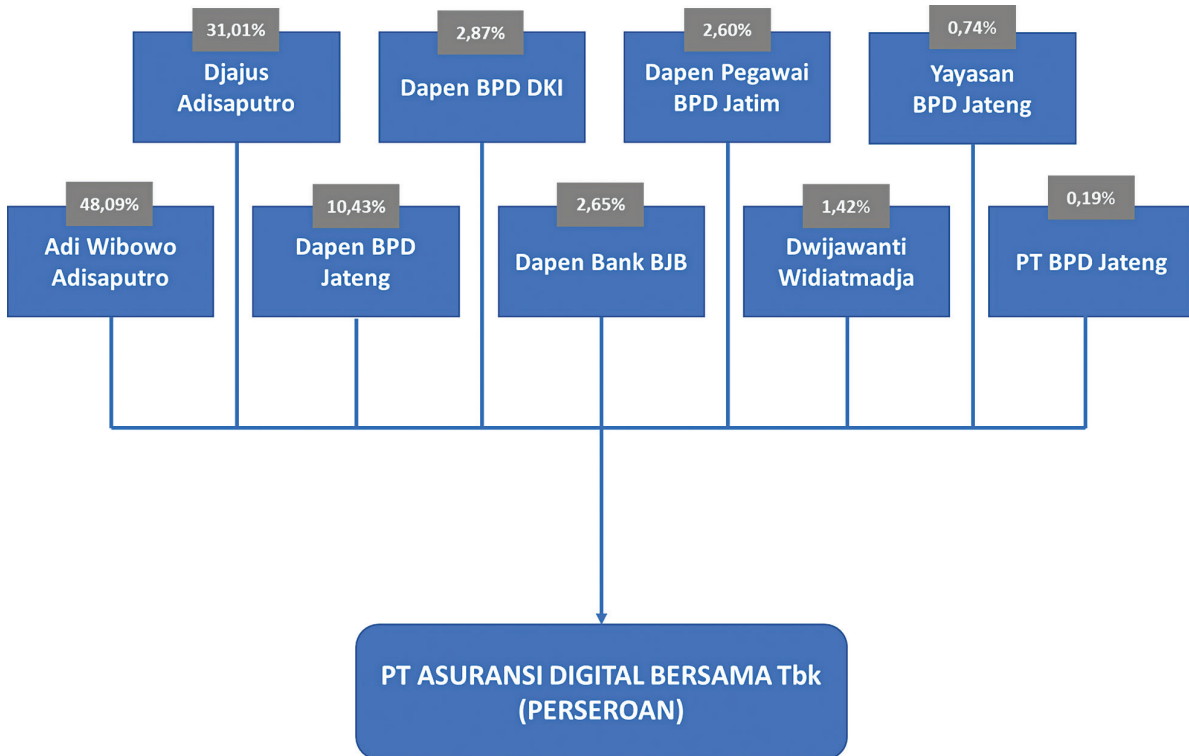 31,01%
Djajus
Adisaputro
2,87%
Dapen BPD DKI
2,60%
Dapen Pegawai
BPD Jatim
0,74%
Yayasan
BPD Jateng
48,09%
Adi Wibowo
Adisaputro
10,43%
Dapen BPD
Jateng
2,65%
Dapen Bank BJB
1,42%
Dwijawanti
Widiatmadja
0,19%
PT BPD Jateng
PT ASURANSI DIGITAL BERSAMA Tbk
(PERSEROAN)